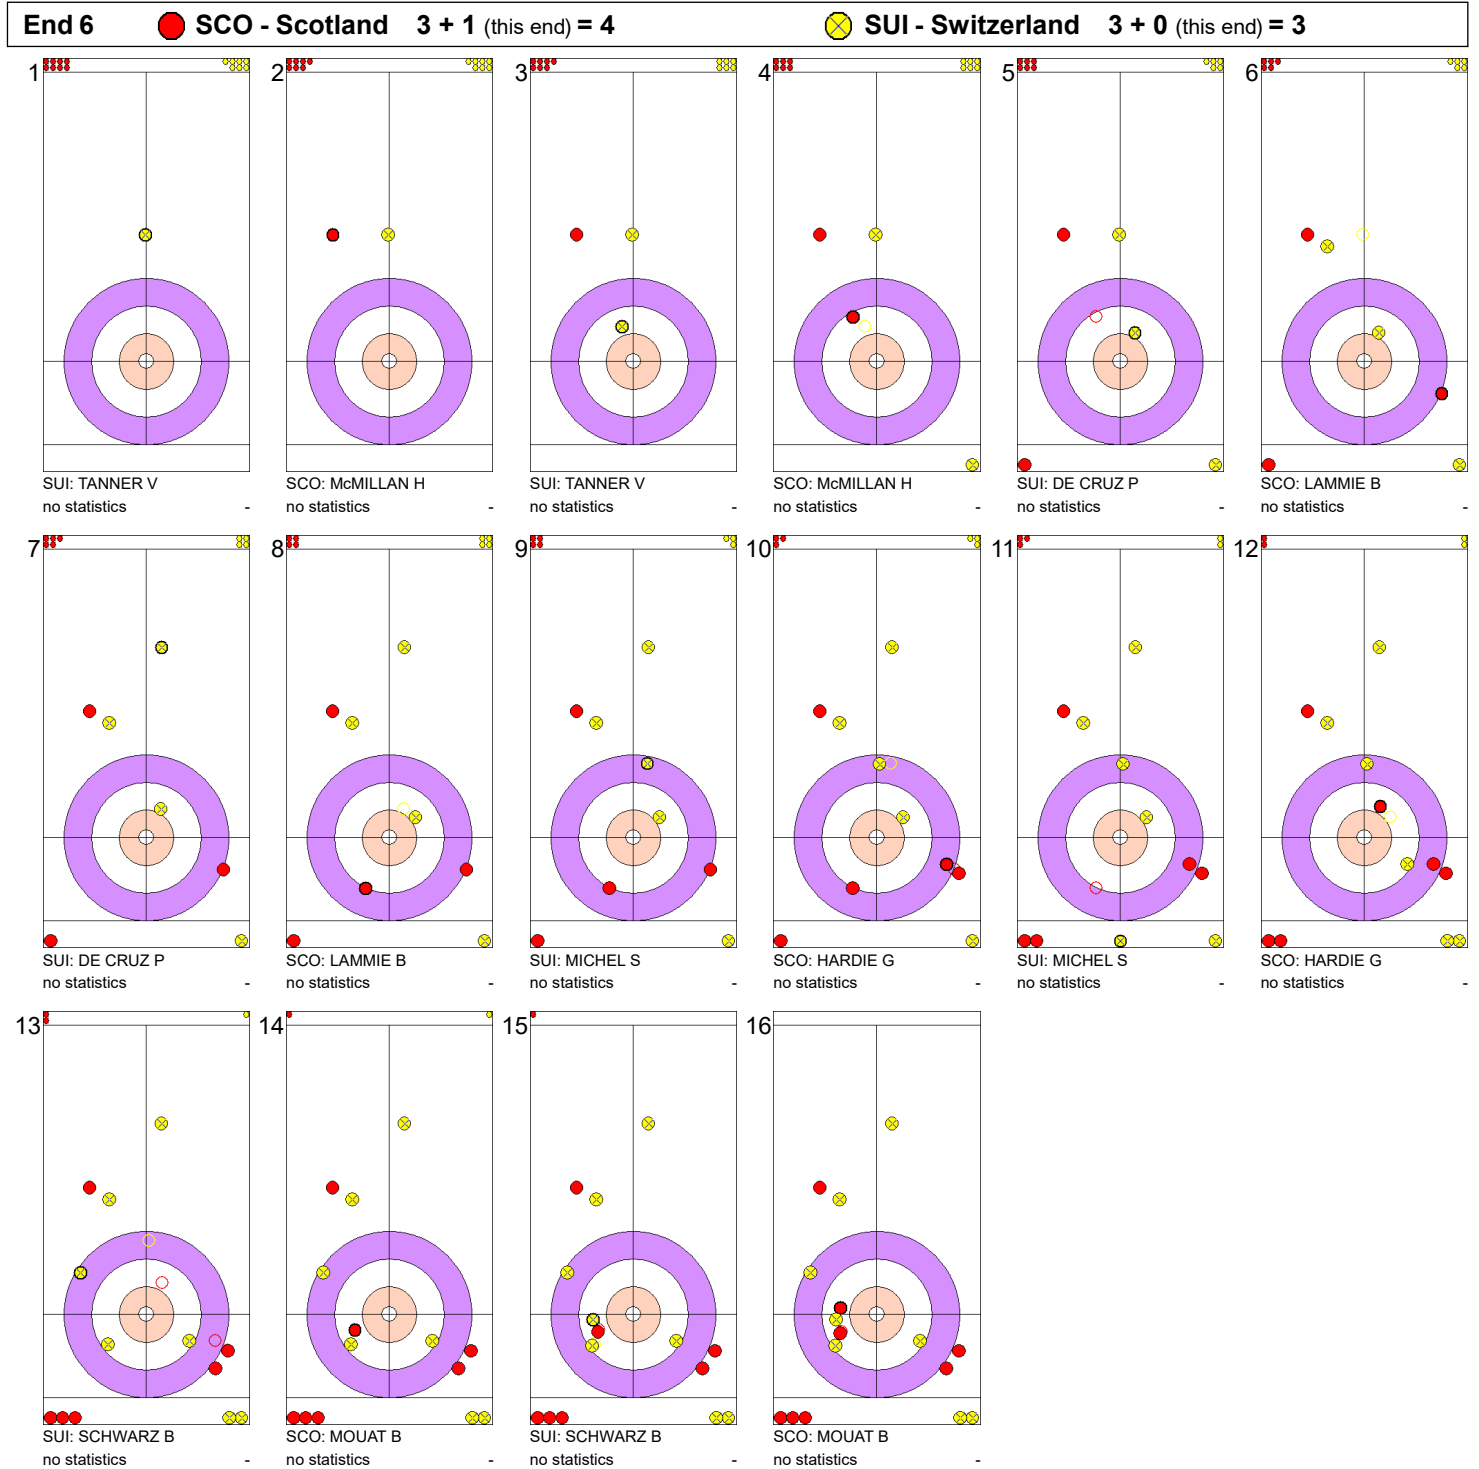 End 6 SCO - Scotland 3 + 1 (this end) = 4 SUI - Switzerland 3 + 0 (this end) = 3
1 2 3 4 5 6
SUI: TANNER V SCO: McMILLAN H SUI: TANNER V SCO: McMILLAN H SUI: DE CRUZ P SCO: LAMMIE B
no statistics - no statistics - no statistics - no statistics - no statistics - no statistics -
7 8 9 10 11 12
SUI: DE CRUZ P SCO: LAMMIE B SUI: MICHEL S SCO: HARDIE G SUI: MICHEL S SCO: HARDIE G
no statistics - no statistics - no statistics - no statistics - no statistics - no statistics -
13 14 15 16
SUI: SCHWARZ B SCO: MOUAT B SUI: SCHWARZ B SCO: MOUAT B
no statistics - no statistics - no statistics - no statistics -